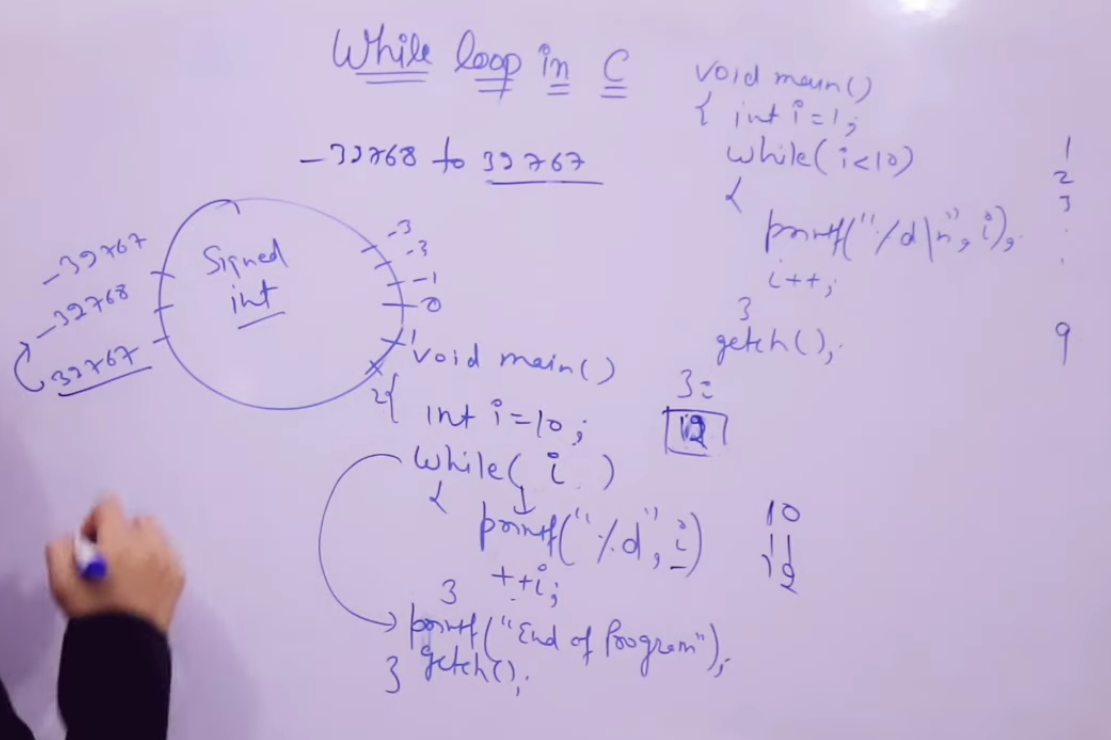 While loop in C
-32768 to 32767
Signed
int
-32767
-32768
32767
-3
-3
-1
0
1
2
void main()
{ int i=1;
while(i<10)
{
printf("%d\n", i);
i++;
}
getch();
}
1
2
3
.
.
9
void main()
{
int i=10;
while( i )
{
printf("%d", i)
++i;
}
printf("End of Program");
getch();
}
i
12
10
11
12